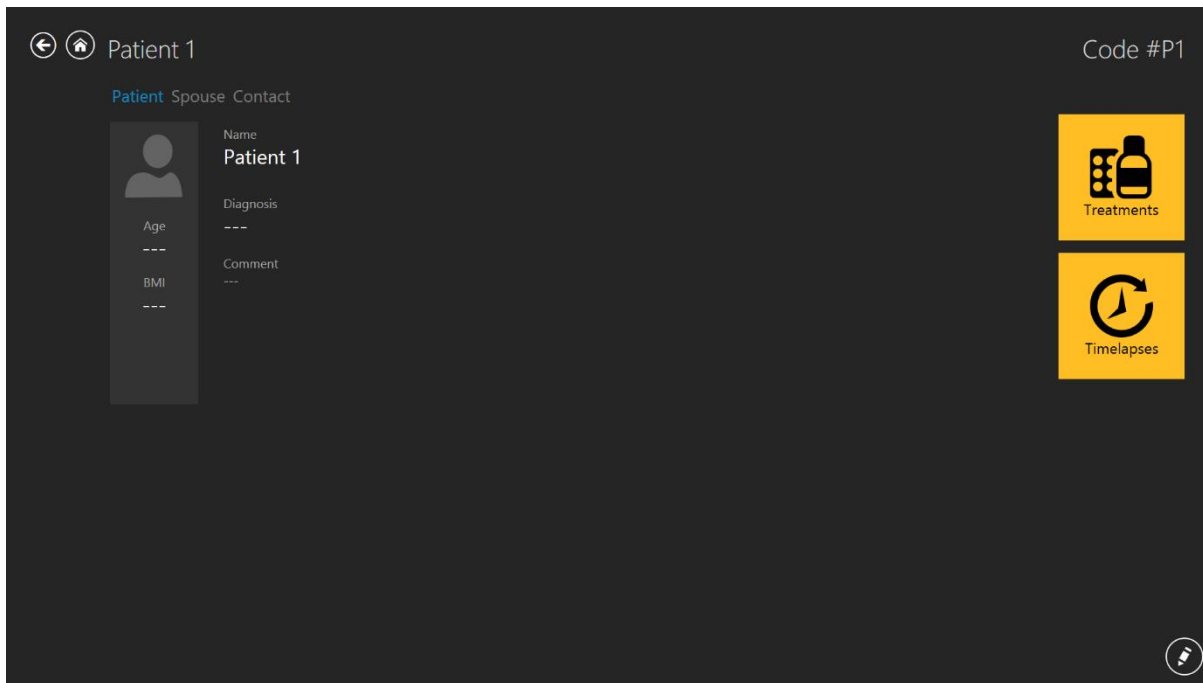 Patient 1
Code #P1
Patient Spouse Contact
Name
Patient 1
Diagnosis
---
Comment
---
Age
---
BMI
---
Treatments
Timelapses